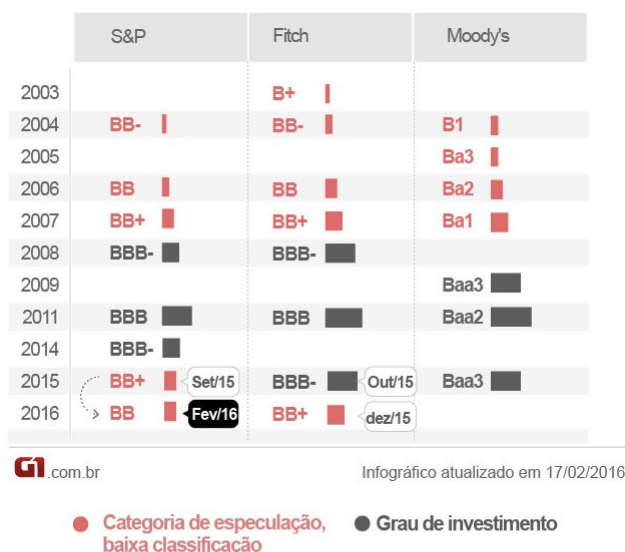 S&P Fitch Moody's
2003 B+
2004 BB- BB- B1
2005 Ba3
2006 BB BB Ba2
2007 BB+ BB+ Ba1
2008 BBB- BBB-
2009 Baa3
2011 BBB BBB Baa2
2014 BBB-
2015 BB+ Set/15 BBB- Out/15 Baa3
2016 BB Fev/16 BB+ dez/15
G1.com.br Infográfico atualizado em 17/02/2016
Categoria de especulação, Grau de investimento
baixa classificação